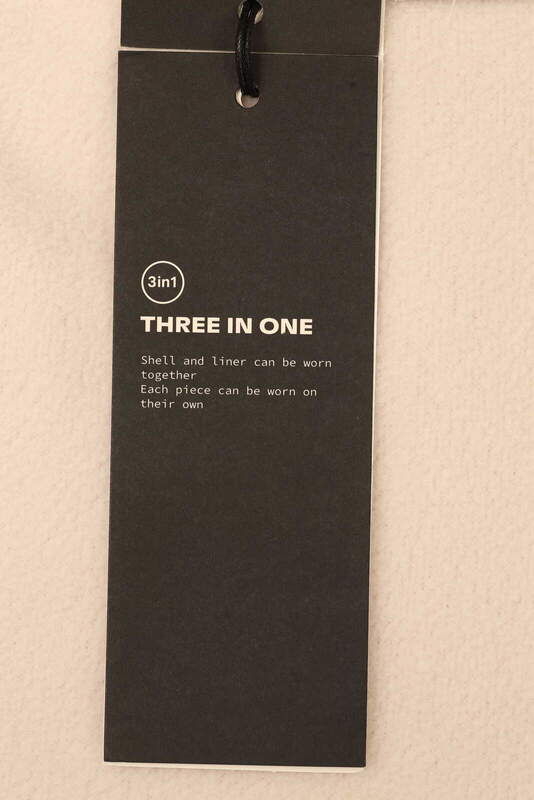 3in1
THREE IN ONE
Shell and liner can be worn
together
Each piece can be worn on
their own